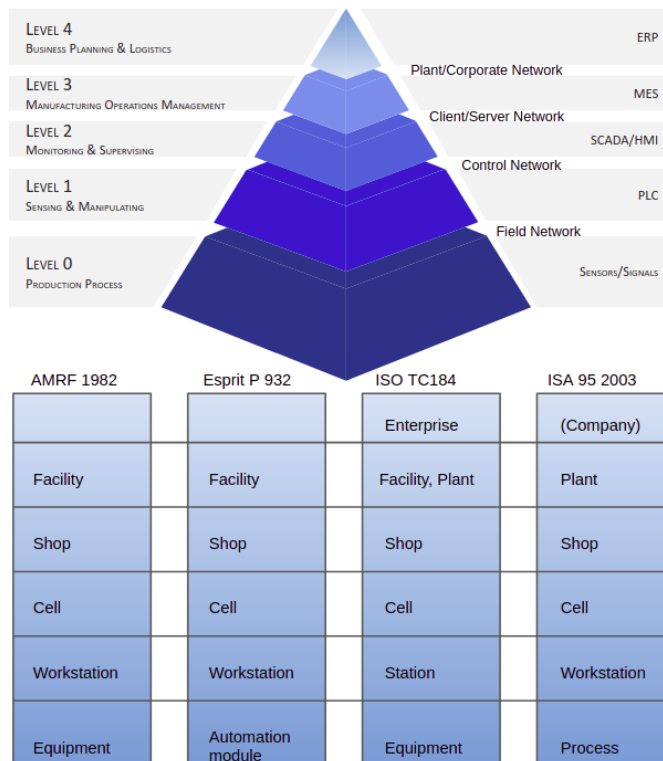 Level 4
Business Planning & Logistics
ERP
Plant/Corporate Network
Level 3
Manufacturing Operations Management
MES
Client/Server Network
Level 2
Monitoring & Supervising
SCADA/HMI
Control Network
Level 1
Sensing & Manipulating
PLC
Field Network
Level 0
Production Process
Sensors/Signals
AMRF 1982 Esprit P 932 ISO TC184 ISA 95 2003
Enterprise (Company)
Facility Facility Facility, Plant Plant
Shop Shop Shop Shop
Cell Cell Cell Cell
Workstation Workstation Station Workstation
Equipment Automation module Equipment Process